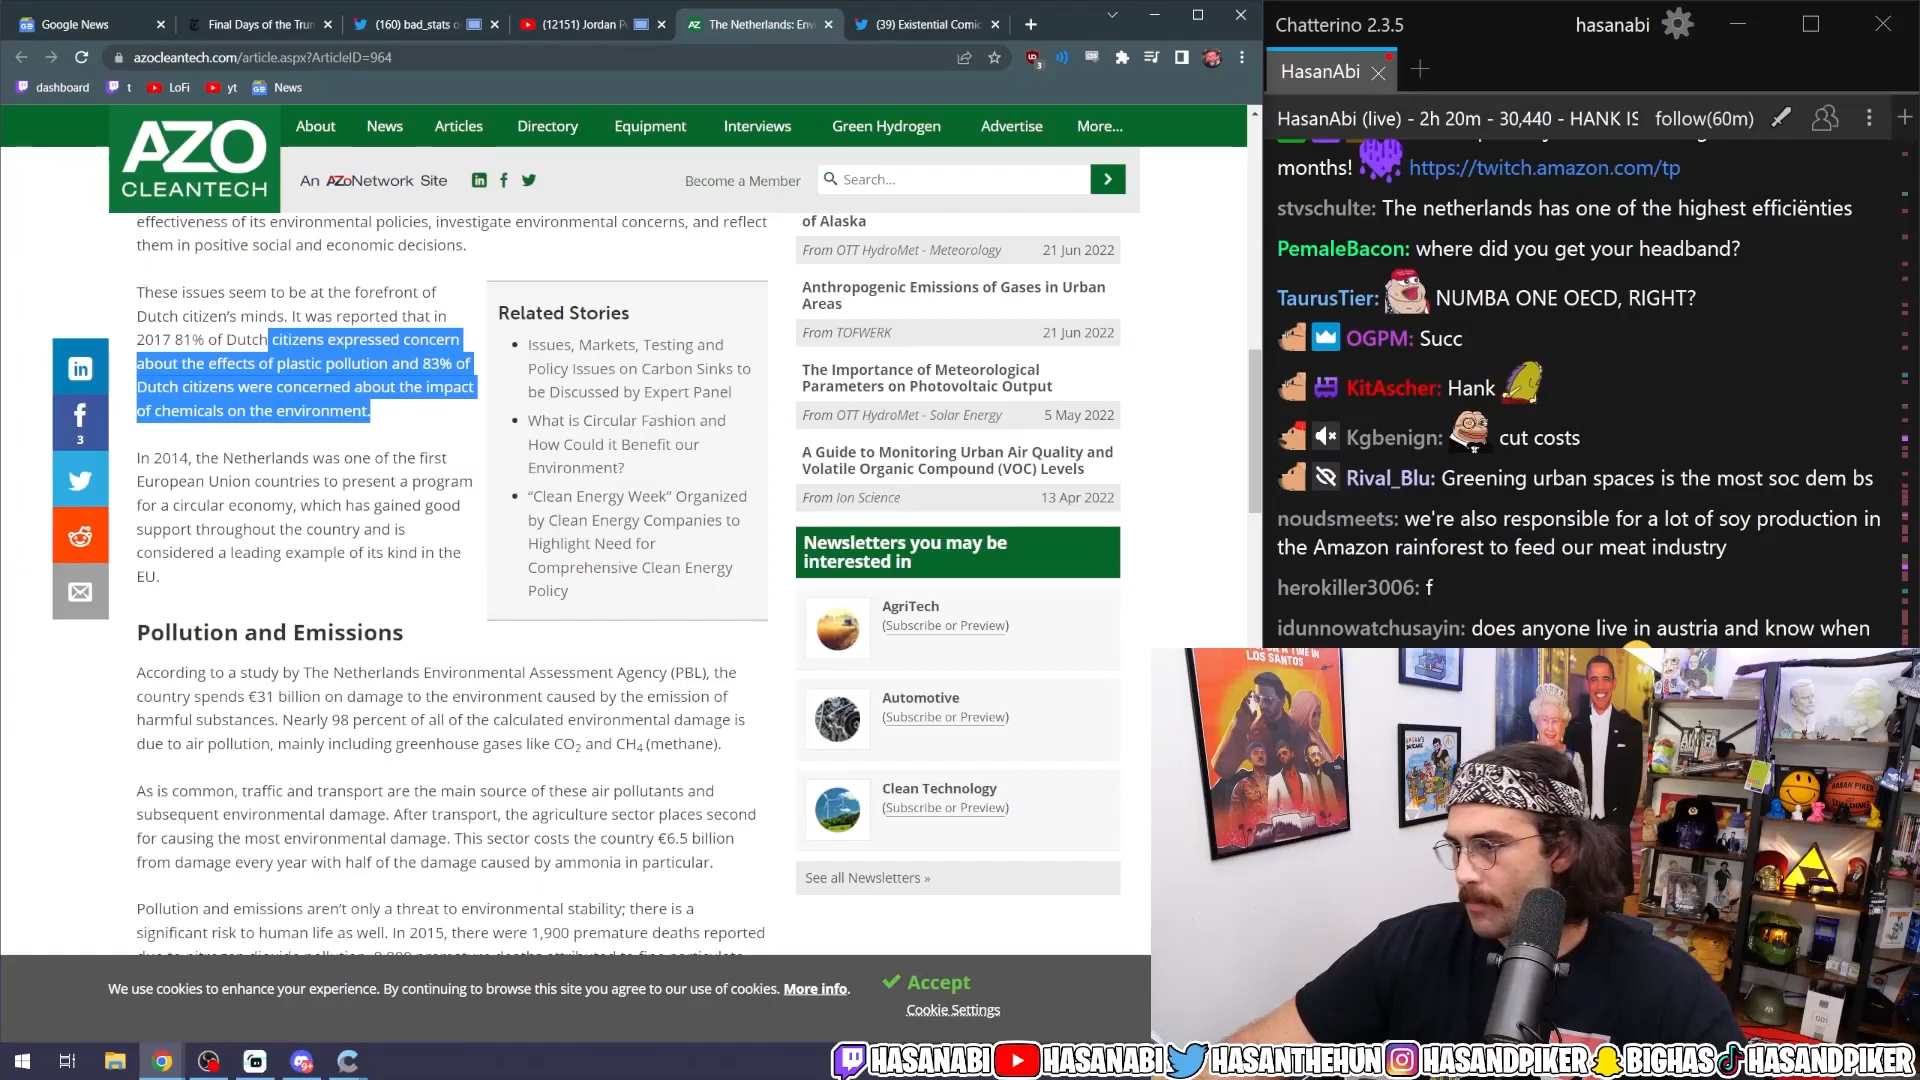 Google News
Final Days of the Trum
(160) bad_stats o
(12151) Jordan P
The Netherlands: Env
(39) Existential Comic
azocleantech.com/article.aspx?ArticleID=964
3
dashboard
t
LoFi
yt
News
AZO
CLEANTECH
About
News
Articles
Directory
Equipment
Interviews
Green Hydrogen
Advertise
More...
An AZoNetwork Site
Become a Member
Search...
effectiveness of its environmental policies, investigate environmental concerns, and reflect
them in positive social and economic decisions.
These issues seem to be at the forefront of
Dutch citizen's minds. It was reported that in
2017 81% of Dutch citizens expressed concern
about the effects of plastic pollution and 83% of
Dutch citizens were concerned about the impact
of chemicals on the environment.
3
In 2014, the Netherlands was one of the first
European Union countries to present a program
for a circular economy, which has gained good
support throughout the country and is
considered a leading example of its kind in the
EU.
Related Stories
Issues, Markets, Testing and
Policy Issues on Carbon Sinks to
be Discussed by Expert Panel
What is Circular Fashion and
How Could it Benefit our
Environment?
“Clean Energy Week” Organized
by Clean Energy Companies to
Highlight Need for
Comprehensive Clean Energy
Policy
Pollution and Emissions
According to a study by The Netherlands Environmental Assessment Agency (PBL), the
country spends €31 billion on damage to the environment caused by the emission of
harmful substances. Nearly 98 percent of all of the calculated environmental damage is
due to air pollution, mainly including greenhouse gases like CO2 and CH4 (methane).
As is common, traffic and transport are the main source of these air pollutants and
subsequent environmental damage. After transport, the agriculture sector places second
for causing the most environmental damage. This sector costs the country €6.5 billion
from damage every year with half of the damage caused by ammonia in particular.
Pollution and emissions aren't only a threat to environmental stability; there is a
significant risk to human life as well. In 2015, there were 1,900 premature deaths reported
of Alaska
From OTT HydroMet - Meteorology 21 Jun 2022
Anthropogenic Emissions of Gases in Urban
Areas
From TOFWERK 21 Jun 2022
The Importance of Meteorological
Parameters on Photovoltaic Output
From OTT HydroMet - Solar Energy 5 May 2022
A Guide to Monitoring Urban Air Quality and
Volatile Organic Compound (VOC) Levels
From Ion Science 13 Apr 2022
Newsletters you may be
interested in
AgriTech
(Subscribe or Preview)
Automotive
(Subscribe or Preview)
Clean Technology
(Subscribe or Preview)
See all Newsletters »
We use cookies to enhance your experience. By continuing to browse this site you agree to our use of cookies. More info.
Accept
Cookie Settings
Chatterino 2.3.5
hasanabi
HasanAbi
HasanAbi (live) - 2h 20m - 30,440 - HANK IS
follow(60m)
months! https://twitch.amazon.com/tp
stvschulte: The netherlands has one of the highest efficiënties
PemaleBacon: where did you get your headband?
TaurusTier: NUMBA ONE OECD, RIGHT?
OGPM: Succ
KitAscher: Hank
Kgbenign: cut costs
Rival_Blu: Greening urban spaces is the most soc dem bs
noudsmeets: we're also responsible for a lot of soy production in
the Amazon rainforest to feed our meat industry
herokiller3006: f
idunnowatchusayin: does anyone live in austria and know when
LOS SANTOS
HASAN PIKER
HASANABI
HASANABI
HASANTHEHUN
HASANDPIKER
BIGHAS
HASANDPIKER